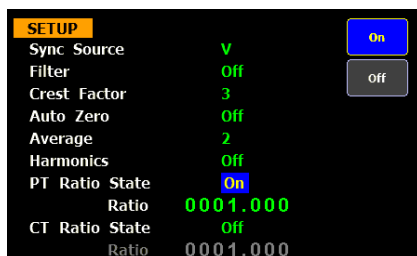 SETUP
Sync Source V
Filter Off
Crest Factor 3
Auto Zero Off
Average 2
Harmonics Off
PT Ratio State On
Ratio 0001.000
CT Ratio State Off
Ratio 0001.000
On
Off